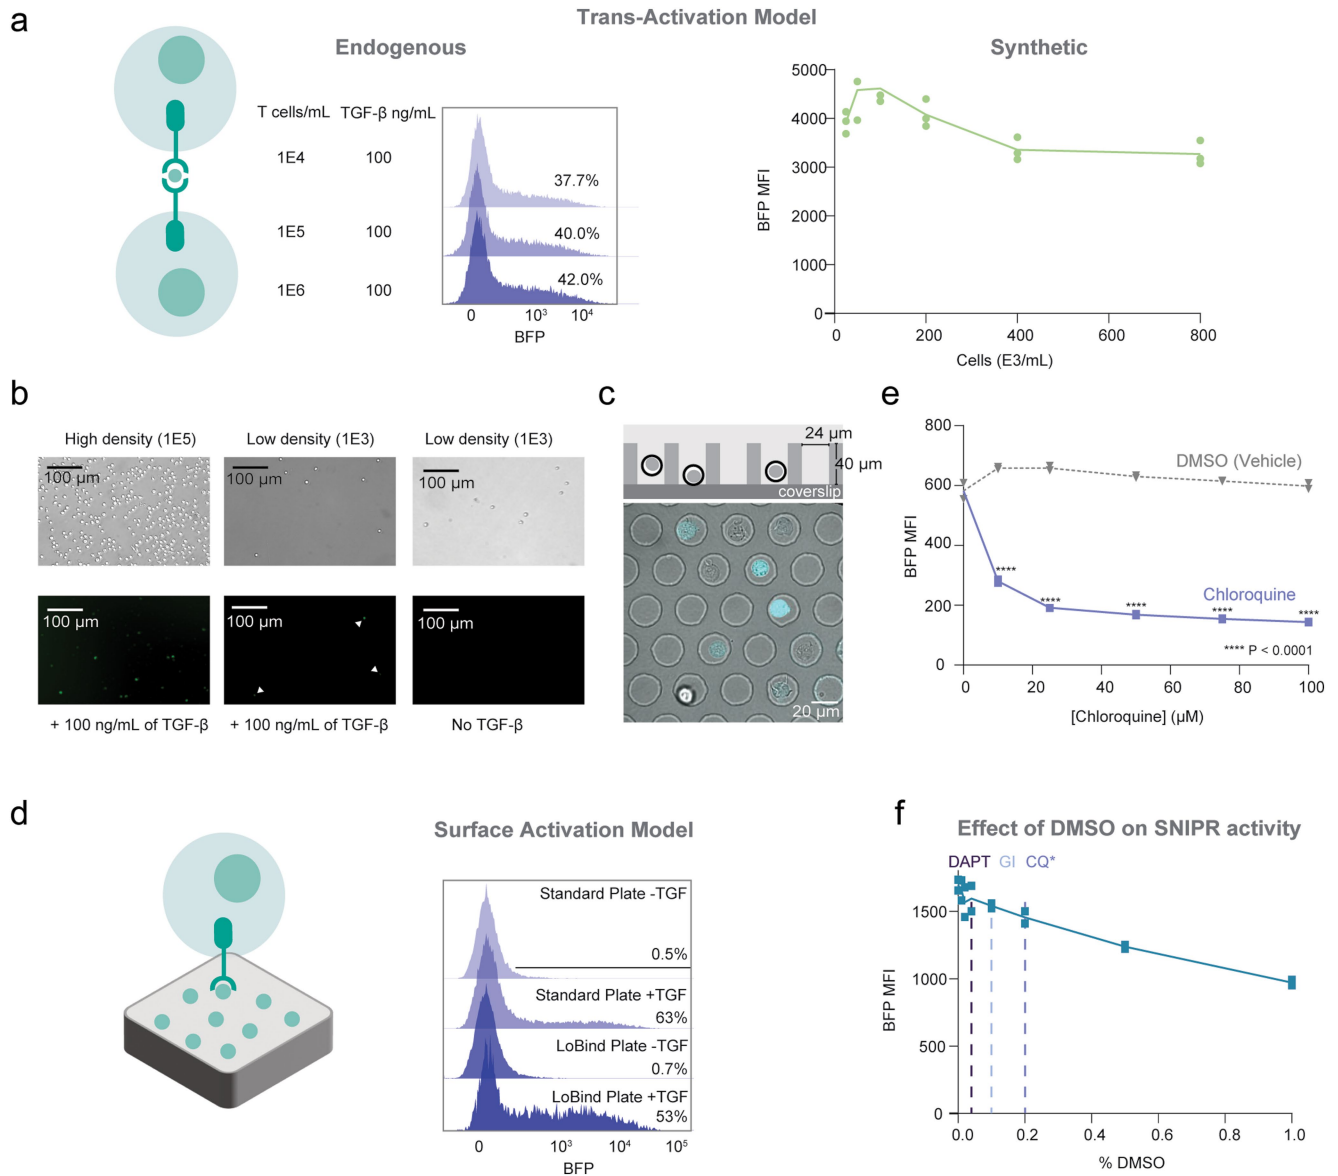 a
Trans-Activation Model
Endogenous
Synthetic
T cells/mL TGF-β ng/mL
1E4 100
1E5 100
1E6 100
37.7%
40.0%
42.0%
0 10³ 10⁴
BFP
5000
4000
3000
2000
1000
0
BFP MFI
0 200 400 600 800
Cells (E3/mL)
b
High density (1E5) Low density (1E3) Low density (1E3)
100 µm 100 µm 100 µm
100 µm 100 µm 100 µm
+ 100 ng/mL of TGF-β + 100 ng/mL of TGF-β No TGF-β
c
24 µm
40 µm
coverslip
20 µm
e
800
600
400
200
0
BFP MFI
DMSO (Vehicle)
Chloroquine
**** **** **** **** ****
**** P < 0.0001
0 20 40 60 80 100
[Chloroquine] (µM)
d
Surface Activation Model
Standard Plate -TGF
0.5%
Standard Plate +TGF
63%
LoBind Plate -TGF
0.7%
LoBind Plate +TGF
53%
0 10³ 10⁴ 10⁵
BFP
f
Effect of DMSO on SNIPR activity
DAPT GI CQ*
1500
1000
500
0
BFP MFI
0.0 0.2 0.4 0.6 0.8 1.0
% DMSO